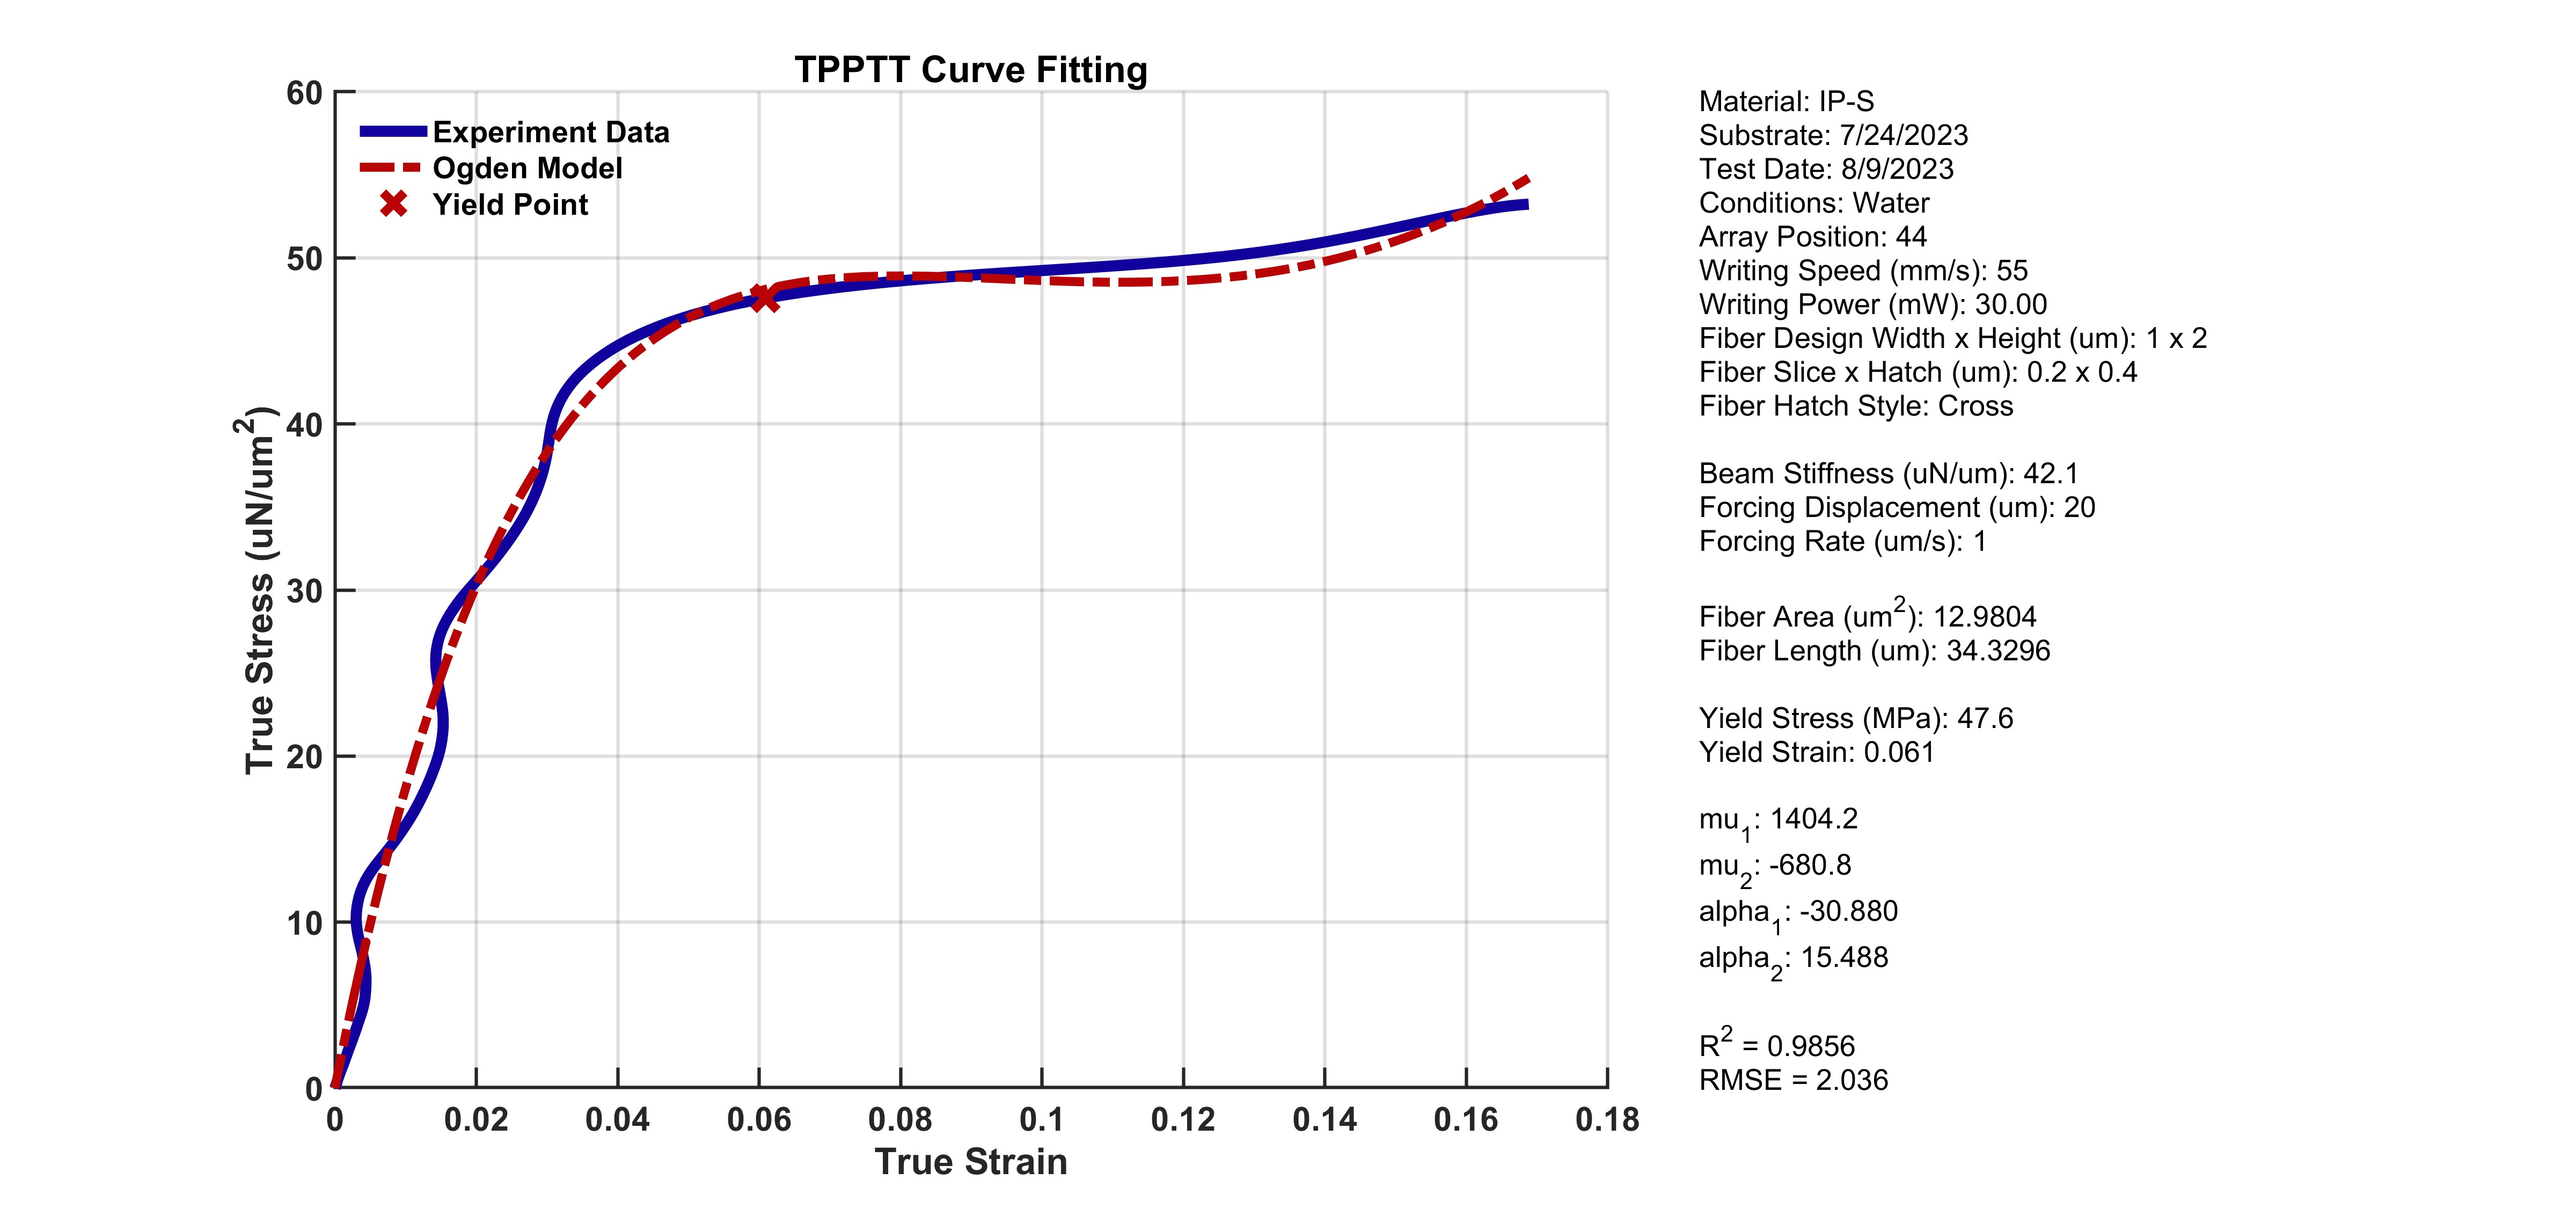 TPPTT Curve Fitting
60
50
40
30
20
10
0
True Stress (uN/um²)
Experiment Data
Ogden Model
Yield Point
0 0.02 0.04 0.06 0.08 0.1 0.12 0.14 0.16 0.18
True Strain
Material: IP-S
Substrate: 7/24/2023
Test Date: 8/9/2023
Conditions: Water
Array Position: 44
Writing Speed (mm/s): 55
Writing Power (mW): 30.00
Fiber Design Width x Height (um): 1 x 2
Fiber Slice x Hatch (um): 0.2 x 0.4
Fiber Hatch Style: Cross
Beam Stiffness (uN/um): 42.1
Forcing Displacement (um): 20
Forcing Rate (um/s): 1
Fiber Area (um²): 12.9804
Fiber Length (um): 34.3296
Yield Stress (MPa): 47.6
Yield Strain: 0.061
mu₁: 1404.2
mu₂: -680.8
alpha₁: -30.880
alpha₂: 15.488
R² = 0.9856
RMSE = 2.036